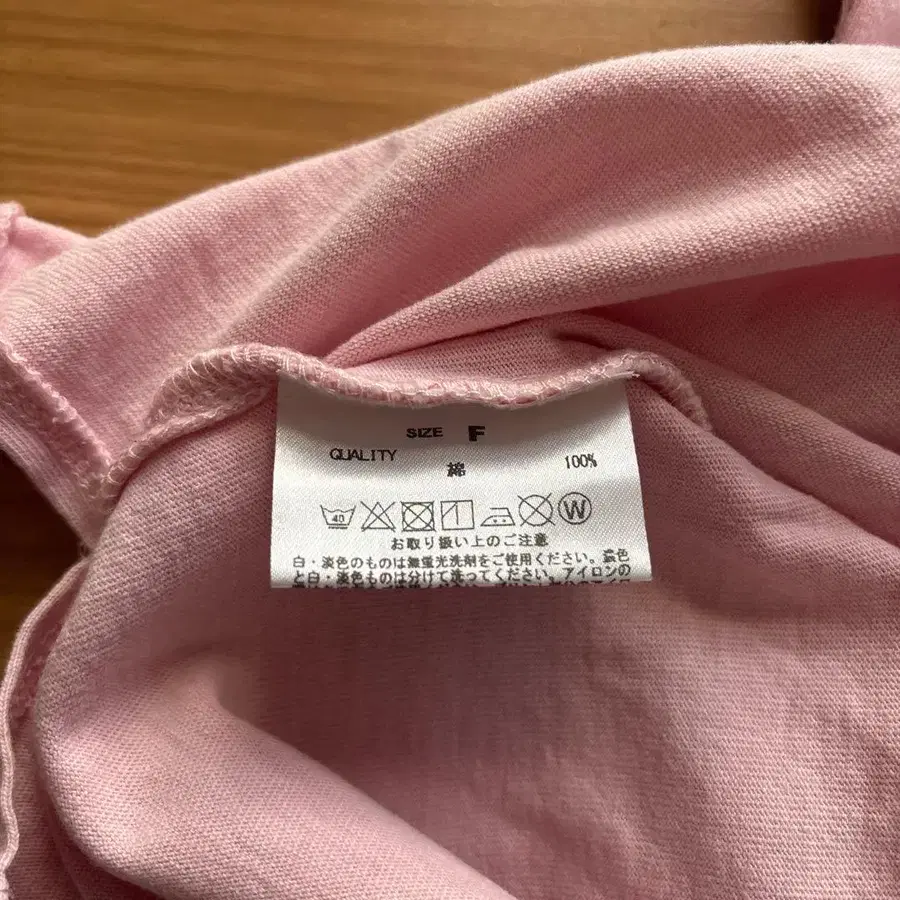 SIZE F
QUALITY
綿 100%
40 W
お取り扱い上のご注意
白・淡色のものは無蛍光洗剤をご使用ください。濃色
と白・淡色ものは分けて洗ってください。アイロンの